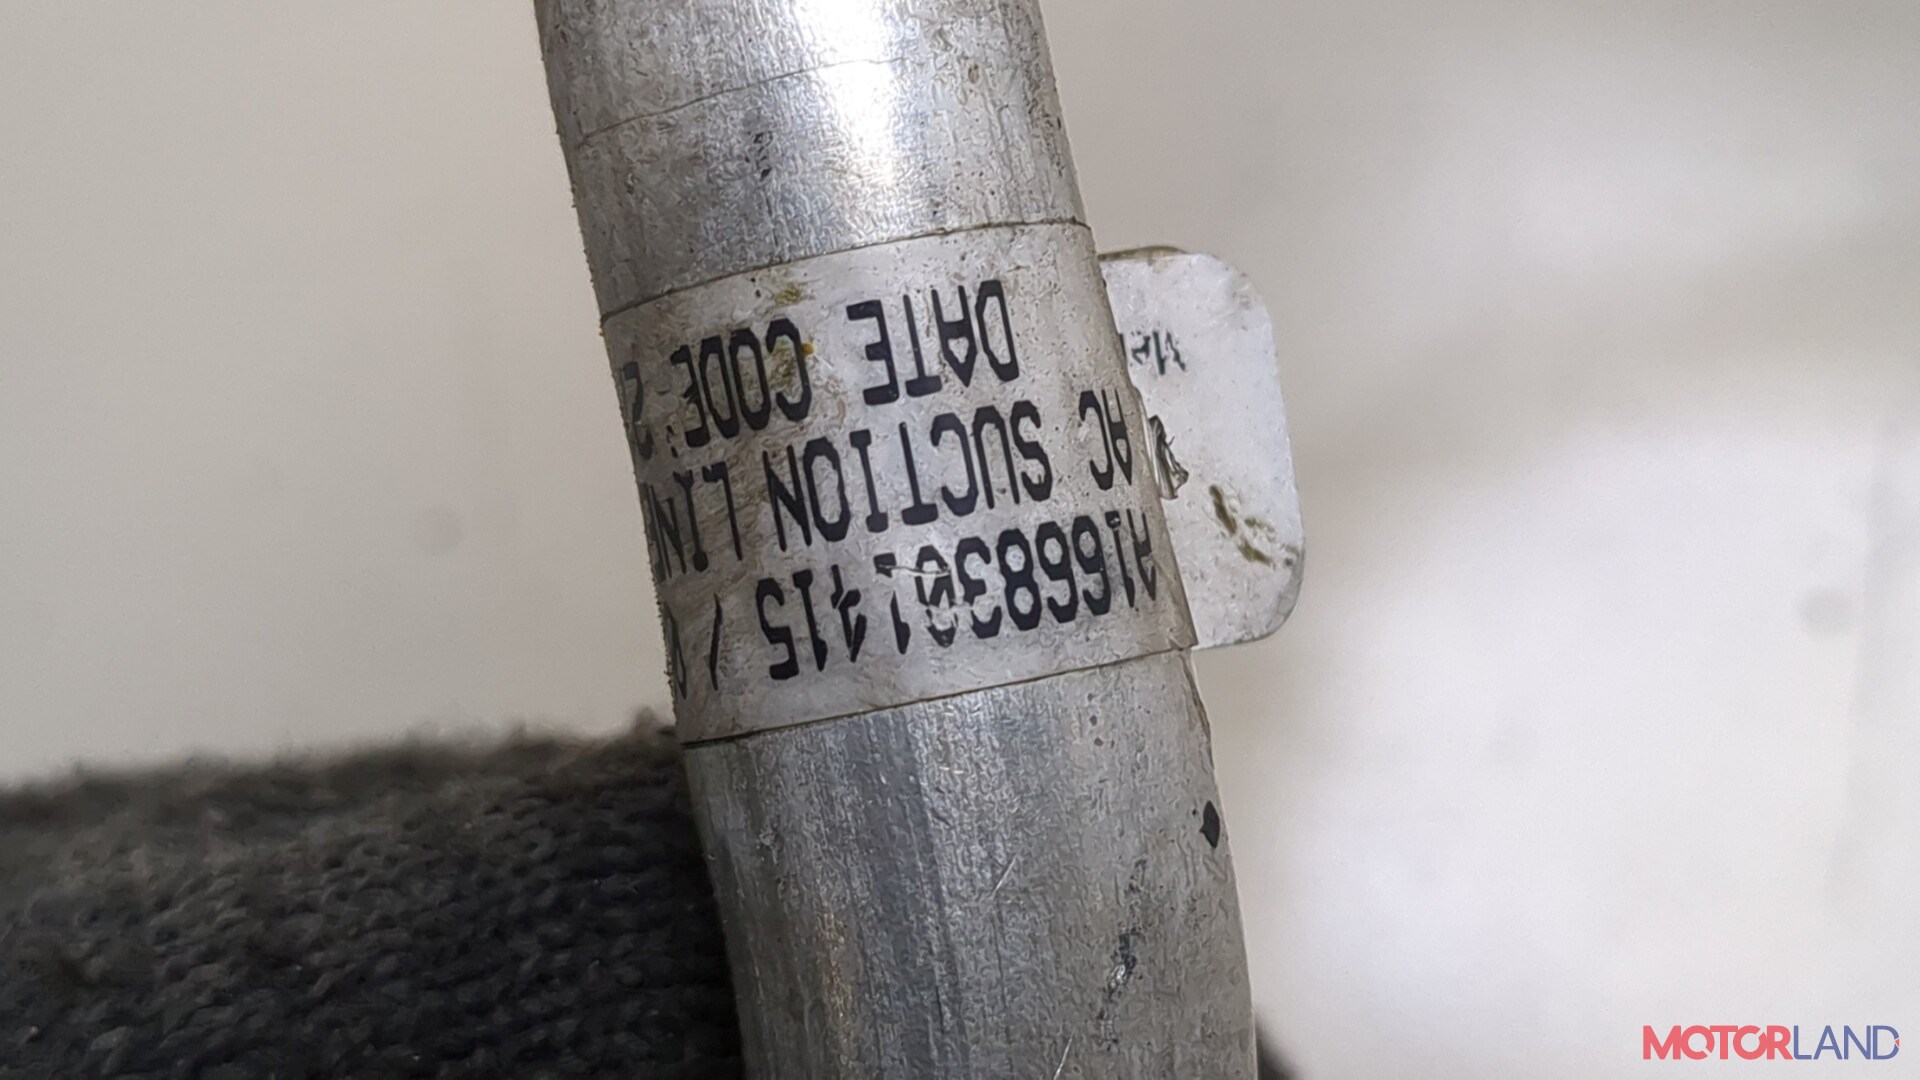 A1668301415 /
AC SUCTION LINE
DATE CODE
MOTORLAND